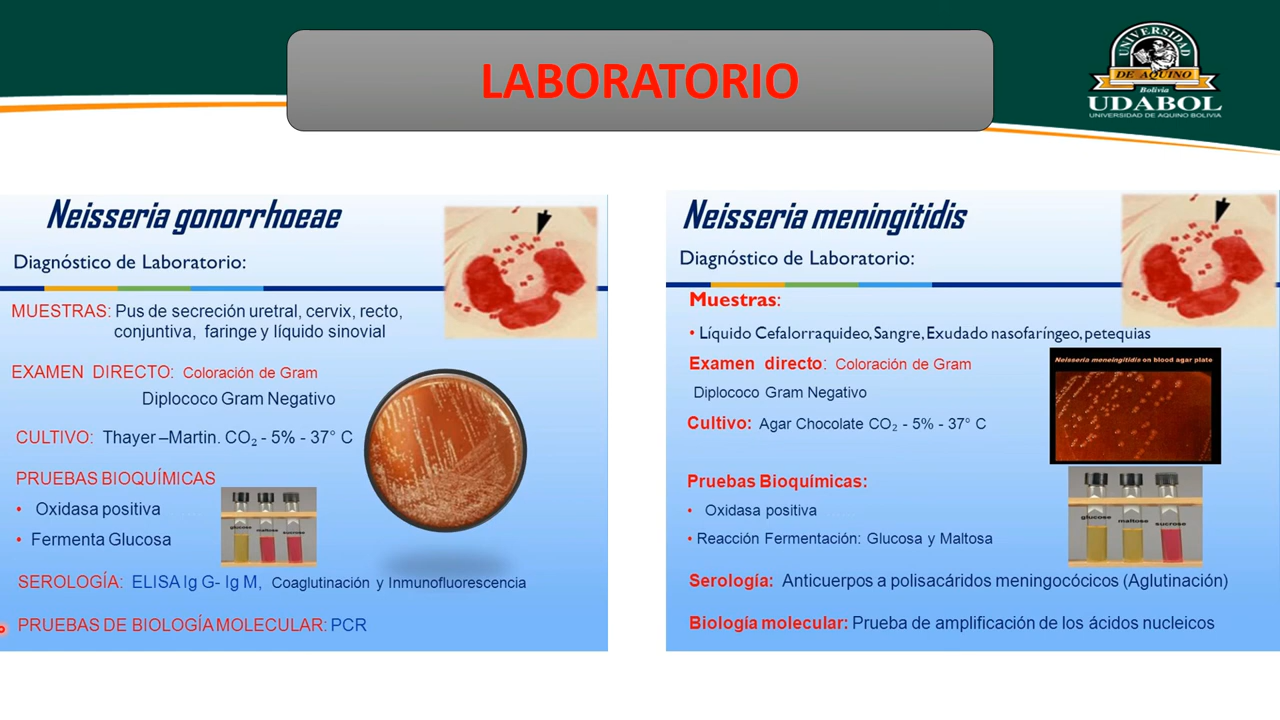 LABORATORIO
UNIVERSIDAD
DE AQUINO
Bolivia
UDABOL
UNIVERSIDAD DE AQUINO BOLIVIA
Neisseria gonorrhoeae
Diagnóstico de Laboratorio:
MUESTRAS: Pus de secreción uretral, cervix, recto,
conjuntiva, faringe y líquido sinovial
EXAMEN DIRECTO: Coloración de Gram
Diplococo Gram Negativo
CULTIVO: Thayer –Martin. CO₂ - 5% - 37° C
PRUEBAS BIOQUÍMICAS
• Oxidasa positiva
• Fermenta Glucosa
glucose maltose sucrose
SEROLOGÍA: ELISA Ig G- Ig M, Coaglutinación y Inmunofluorescencia
PRUEBAS DE BIOLOGÍA MOLECULAR: PCR
Neisseria meningitidis
Diagnóstico de Laboratorio:
Muestras:
• Líquido Cefalorraquideo, Sangre, Exudado nasofaríngeo, petequias
Examen directo: Coloración de Gram
Diplococo Gram Negativo
Neisseria meneingitidis on blood agar plate
Cultivo: Agar Chocolate CO₂ - 5% - 37° C
Pruebas Bioquímicas:
• Oxidasa positiva
• Reacción Fermentación: Glucosa y Maltosa
glucose maltose sucrose
Serología: Anticuerpos a polisacáridos meningocócicos (Aglutinación)
Biología molecular: Prueba de amplificación de los ácidos nucleicos